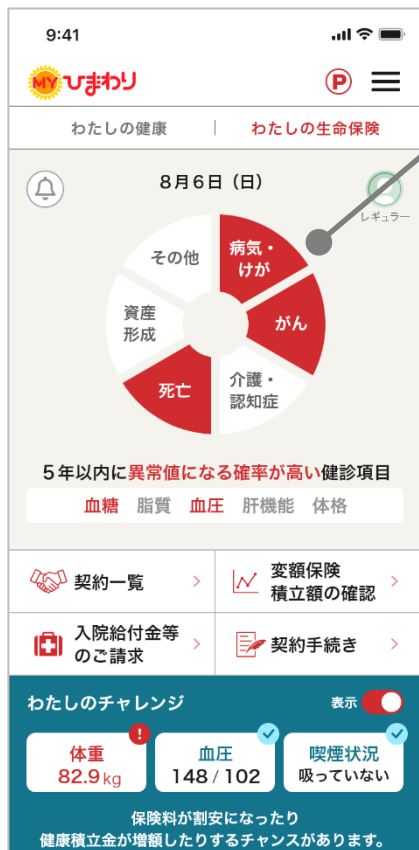 9:41
MY ひまわり
P
わたしの健康
わたしの生命保険
8月6日（日）
レギュラー
病気・
けが
がん
介護・
認知症
死亡
資産
形成
その他
5年以内に異常値になる確率が高い健診項目
血糖 脂質 血圧 肝機能 体格
契約一覧
変額保険
積立額の確認
入院給付金等
のご請求
契約手続き
わたしのチャレンジ
表示
体重
82.9kg
!
血圧
148 / 102
喫煙状況
吸っていない
保険料が割安になったり
健康積立金が増額したりするチャンスがあります。